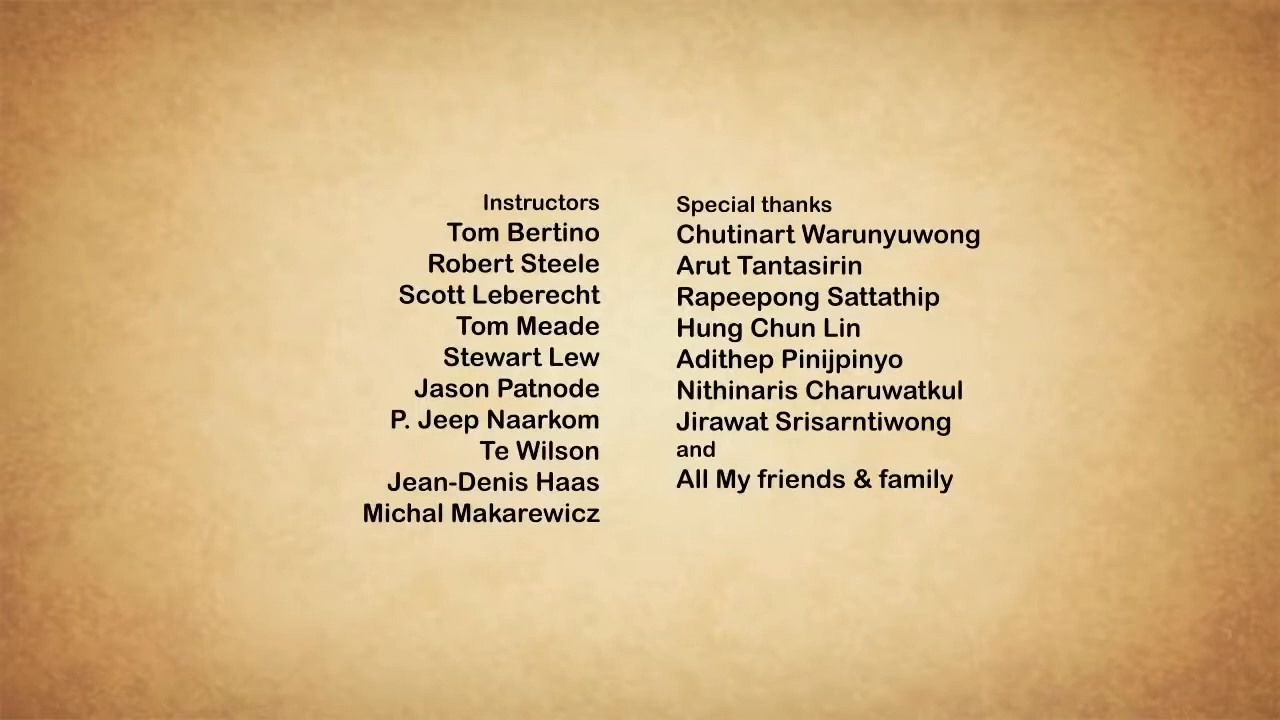 Instructors
Tom Bertino
Robert Steele
Scott Leberecht
Tom Meade
Stewart Lew
Jason Patnode
P. Jeep Naarkom
Te Wilson
Jean-Denis Haas
Michal Makarewicz
Special thanks
Chutinart Warunyuwong
Arut Tantasirin
Rapeepong Sattathip
Hung Chun Lin
Adithep Pinijpinyo
Nithinaris Charuwatkul
Jirawat Srisarntiwong
and
All My friends & family